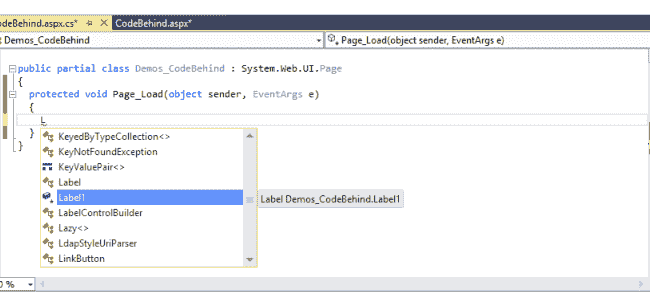 odeBehind.aspx.cs* CodeBehind.aspx*
Demos_CodeBehind Page_Load(object sender, EventArgs e)
public partial class Demos_CodeBehind : System.Web.UI.Page
{
protected void Page_Load(object sender, EventArgs e)
{
L
}
}
KeyedByTypeCollection<>
KeyNotFoundException
KeyValuePair<>
Label
Label1 Label Demos_CodeBehind.Label1
LabelControlBuilder
Lazy<>
LdapStyleUriParser
LinkButton
0 %